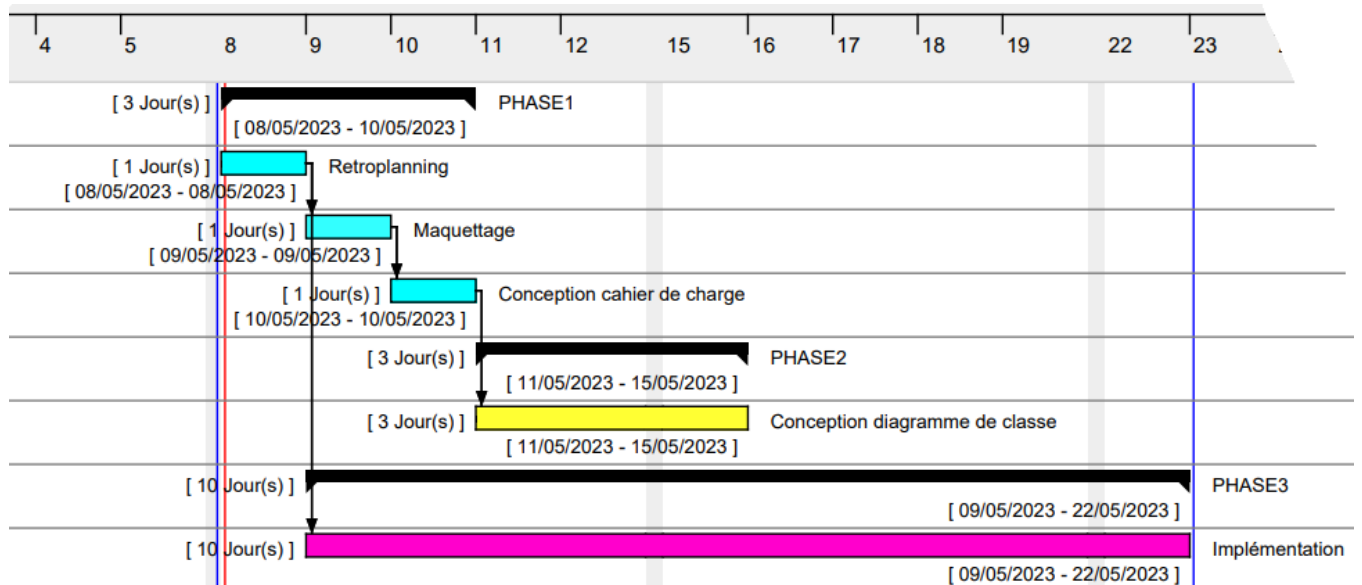 4 5 8 9 10 11 12 15 16 17 18 19 22 23
[ 3 Jour(s) ] PHASE1
[ 08/05/2023 - 10/05/2023 ]
[ 1 Jour(s) ] Retroplanning
[ 08/05/2023 - 08/05/2023 ]
[ 1 Jour(s) ] Maquettage
[ 09/05/2023 - 09/05/2023 ]
[ 1 Jour(s) ] Conception cahier de charge
[ 10/05/2023 - 10/05/2023 ]
[ 3 Jour(s) ] PHASE2
[ 11/05/2023 - 15/05/2023 ]
[ 3 Jour(s) ] Conception diagramme de classe
[ 11/05/2023 - 15/05/2023 ]
[ 10 Jour(s) ] PHASE3
[ 09/05/2023 - 22/05/2023 ]
[ 10 Jour(s) ] Implémentation
[ 09/05/2023 - 22/05/2023 ]